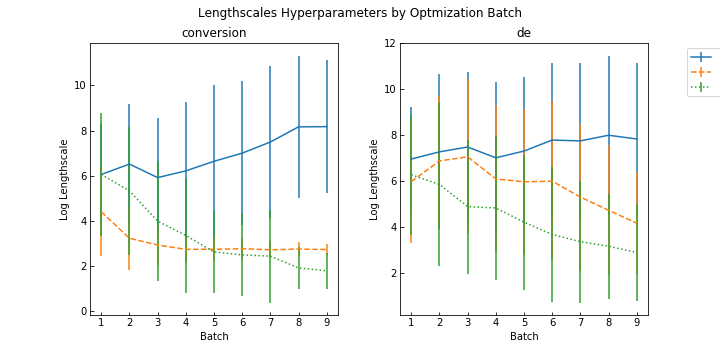 Lengthscales Hyperparameters by Optmization Batch
conversion
de
Log Lengthscale
10
8
6
4
2
0
1 2 3 4 5 6 7 8 9
Batch
Log Lengthscale
12
10
8
6
4
2
1 2 3 4 5 6 7 8 9
Batch